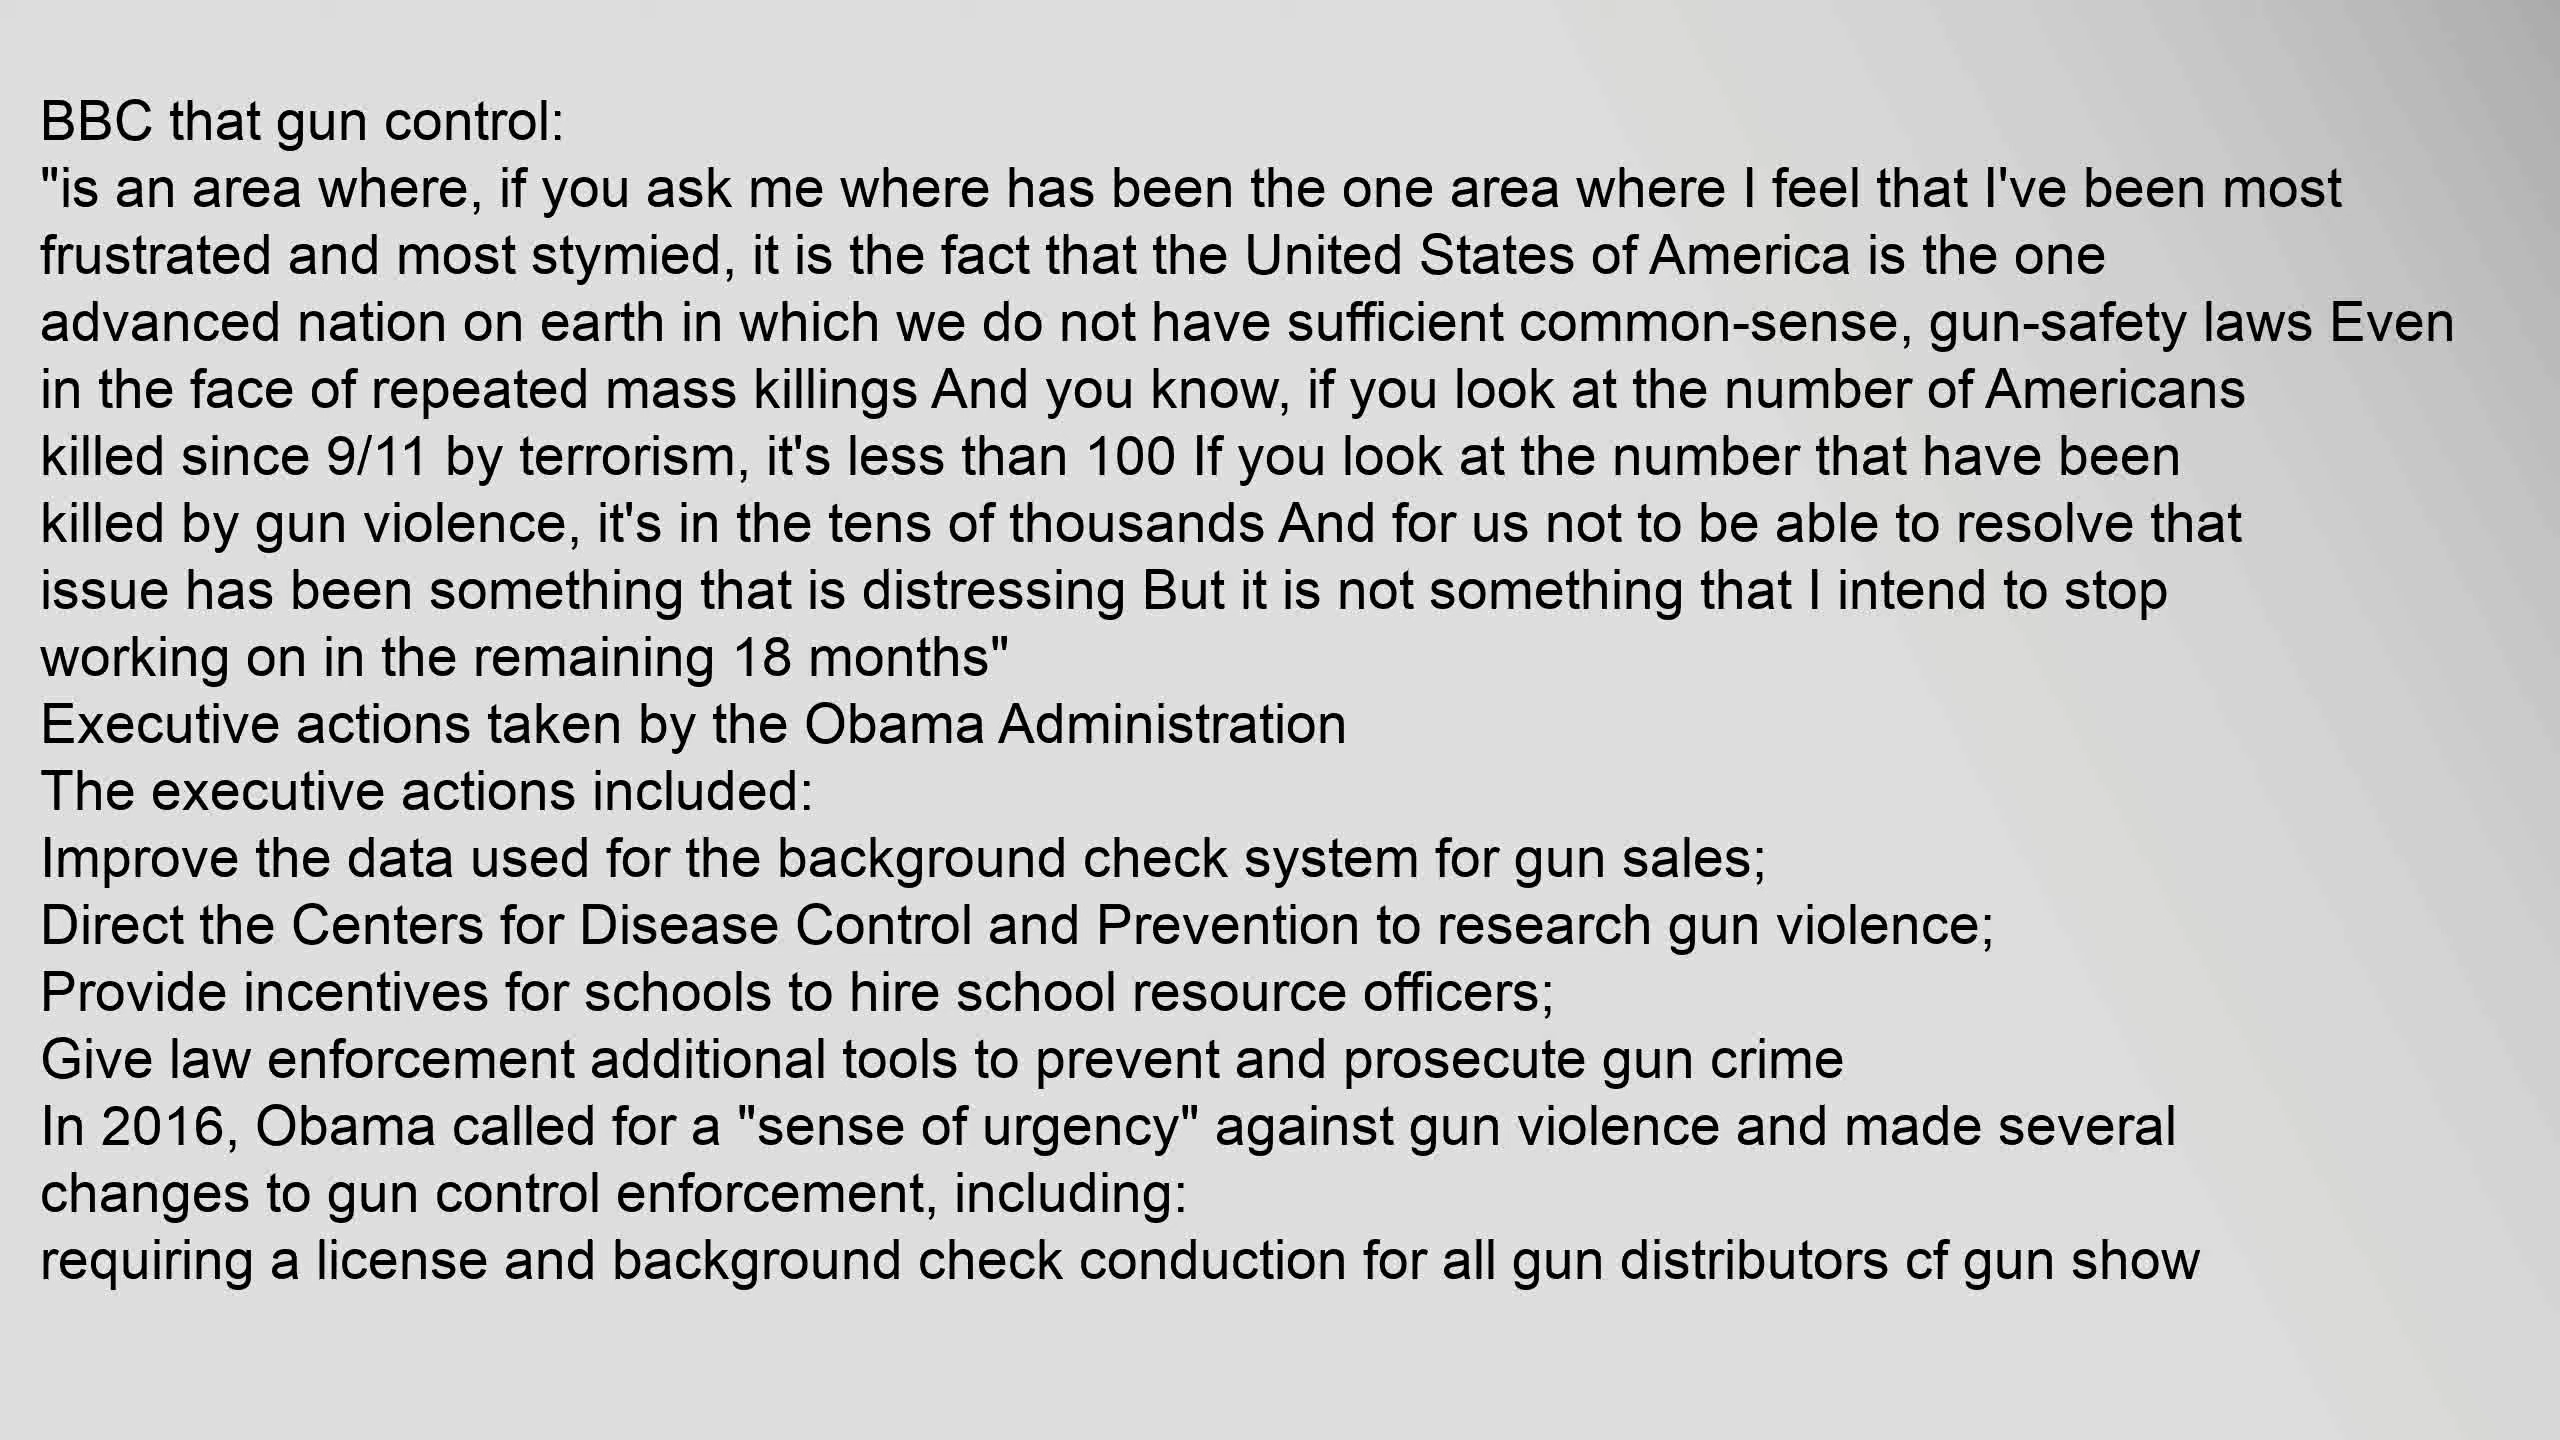 BBC that gun control:
"is an area where, if you ask me where has been the one area where I feel that I've been most
frustrated and most stymied, it is the fact that the United States of America is the one
advanced nation on earth in which we do not have sufficient common-sense, gun-safety laws Even
in the face of repeated mass killings And you know, if you look at the number of Americans
killed since 9/11 by terrorism, it's less than 100 If you look at the number that have been
killed by gun violence, it's in the tens of thousands And for us not to be able to resolve that
issue has been something that is distressing But it is not something that I intend to stop
working on in the remaining 18 months"
Executive actions taken by the Obama Administration
The executive actions included:
Improve the data used for the background check system for gun sales;
Direct the Centers for Disease Control and Prevention to research gun violence;
Provide incentives for schools to hire school resource officers;
Give law enforcement additional tools to prevent and prosecute gun crime
In 2016, Obama called for a "sense of urgency" against gun violence and made several
changes to gun control enforcement, including:
requiring a license and background check conduction for all gun distributors cf gun show